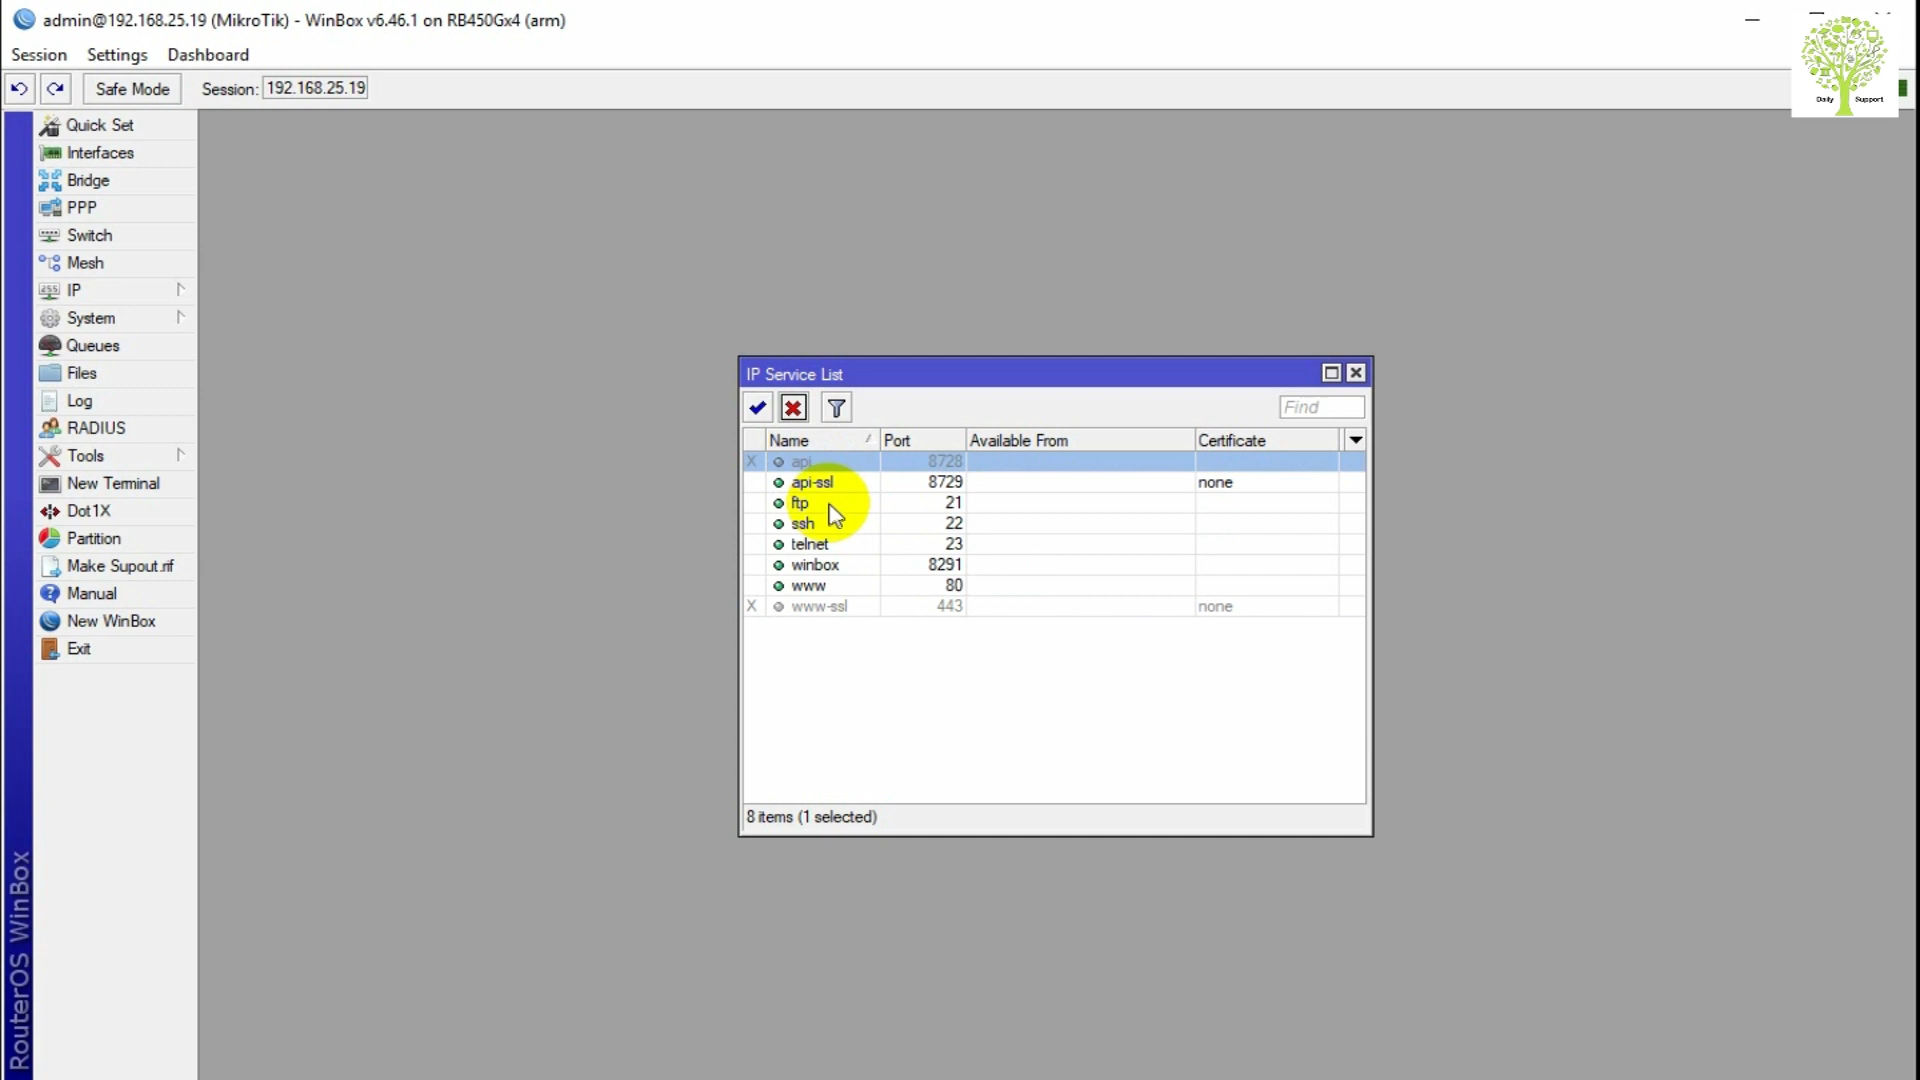 admin@192.168.25.19 (MikroTik) - WinBox v6.46.1 on RB450Gx4 (arm)
Session Settings Dashboard
Safe Mode Session: 192.168.25.19
Daily Support
Quick Set
Interfaces
Bridge
PPP
Switch
Mesh
255 IP
System
Queues
Files
Log
RADIUS
Tools
New Terminal
Dot1X
Partition
Make Supout.rif
Manual
New WinBox
Exit
RouterOS WinBox
IP Service List
Find
Name Port Available From Certificate
X api 8728
api-ssl 8729 none
ftp 21
ssh 22
telnet 23
winbox 8291
www 80
X www-ssl 443 none
8 items (1 selected)